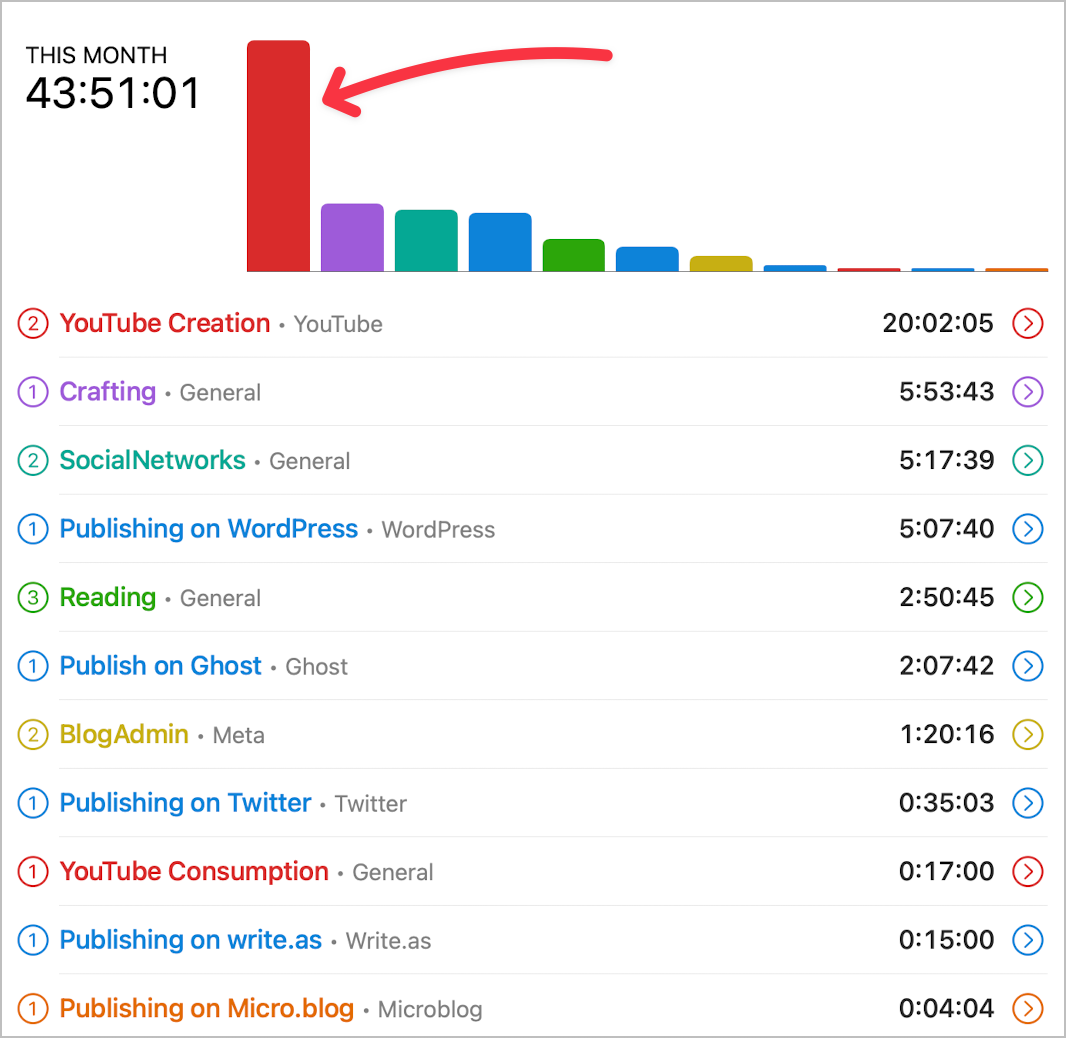 THIS MONTH
43:51:01
2 YouTube Creation • YouTube 20:02:05
1 Crafting • General 5:53:43
2 SocialNetworks • General 5:17:39
1 Publishing on WordPress • WordPress 5:07:40
3 Reading • General 2:50:45
1 Publish on Ghost • Ghost 2:07:42
2 BlogAdmin • Meta 1:20:16
1 Publishing on Twitter • Twitter 0:35:03
1 YouTube Consumption • General 0:17:00
1 Publishing on write.as • Write.as 0:15:00
1 Publishing on Micro.blog • Microblog 0:04:04